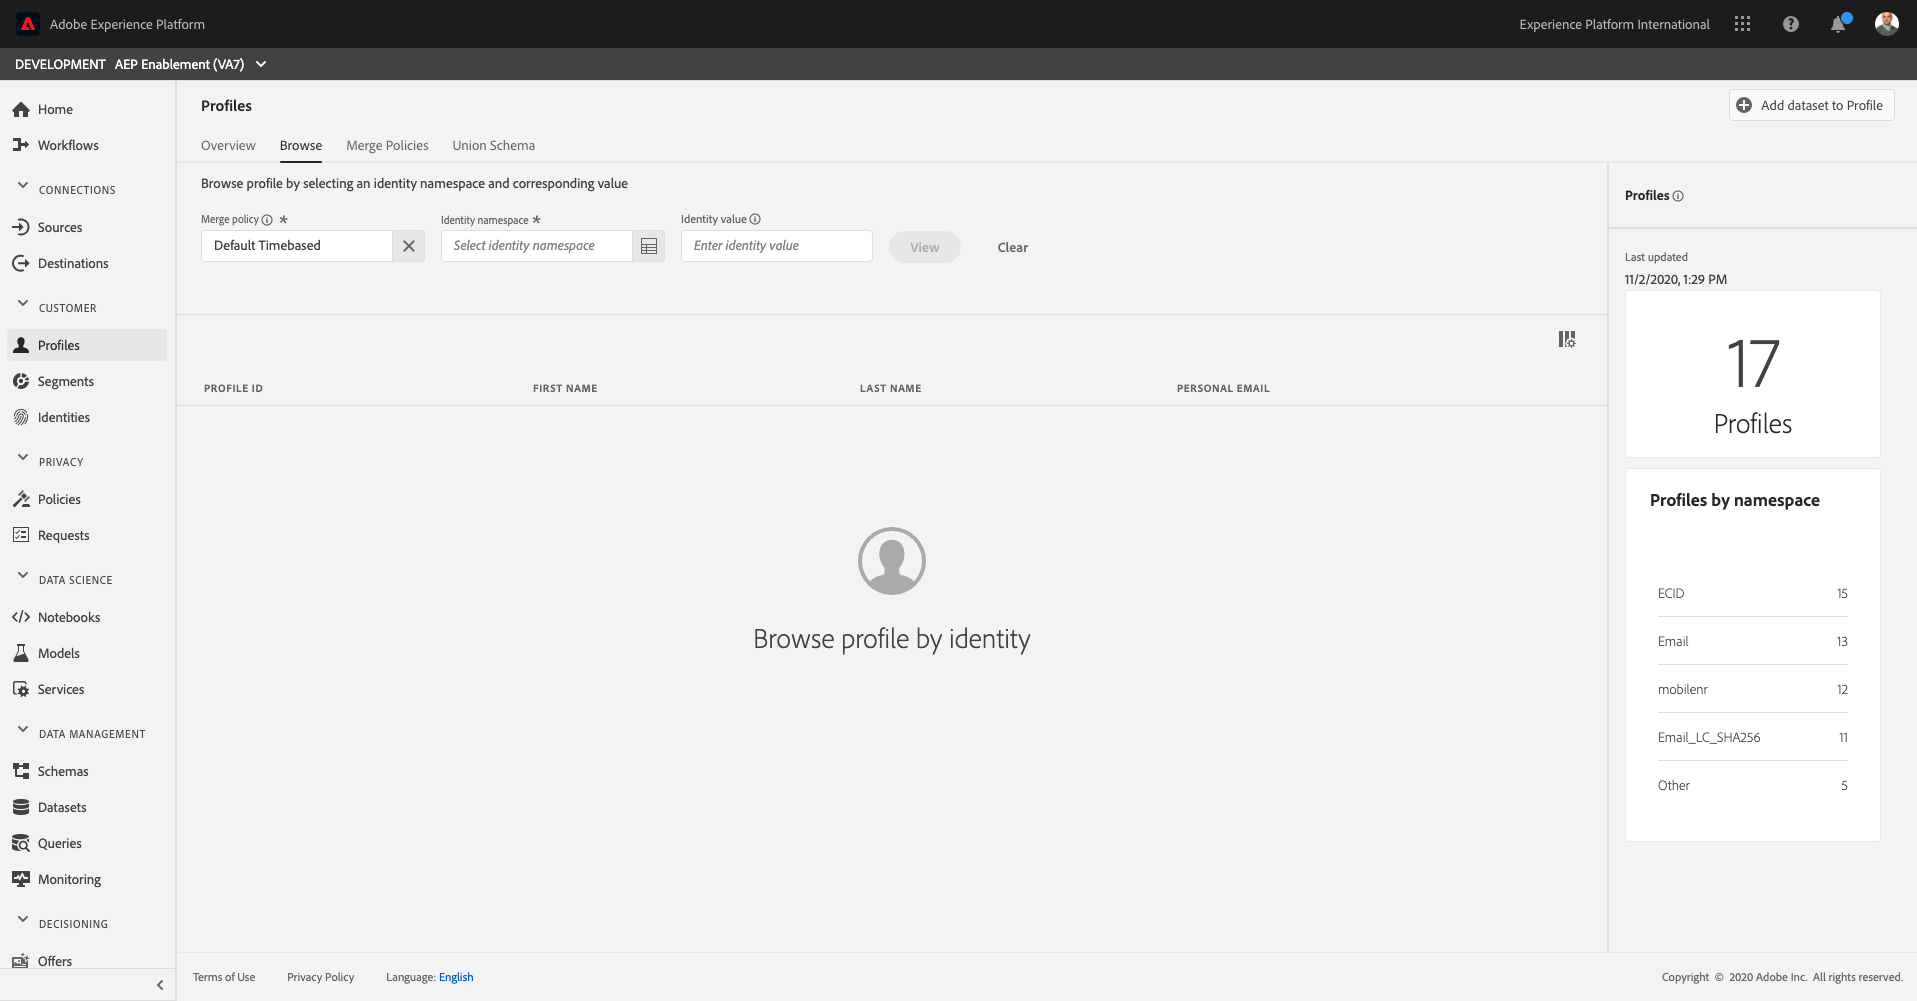 Adobe Experience Platform
Experience Platform International
DEVELOPMENT AEP Enablement (VA7)
Home
Workflows
CONNECTIONS
Sources
Destinations
CUSTOMER
Profiles
Segments
Identities
PRIVACY
Policies
Requests
DATA SCIENCE
Notebooks
Models
Services
DATA MANAGEMENT
Schemas
Datasets
Queries
Monitoring
DECISIONING
Offers
Profiles
Add dataset to Profile
Overview Browse Merge Policies Union Schema
Browse profile by selecting an identity namespace and corresponding value
Merge policy * Identity namespace * Identity value
Default Timebased Select identity namespace Enter identity value View Clear
PROFILE ID FIRST NAME LAST NAME PERSONAL EMAIL
Browse profile by identity
Profiles
Last updated
11/2/2020, 1:29 PM
17
Profiles
Profiles by namespace
ECID 15
Email 13
mobilenr 12
Email_LC_SHA256 11
Other 5
Terms of Use Privacy Policy Language: English
Copyright © 2020 Adobe Inc. All rights reserved.